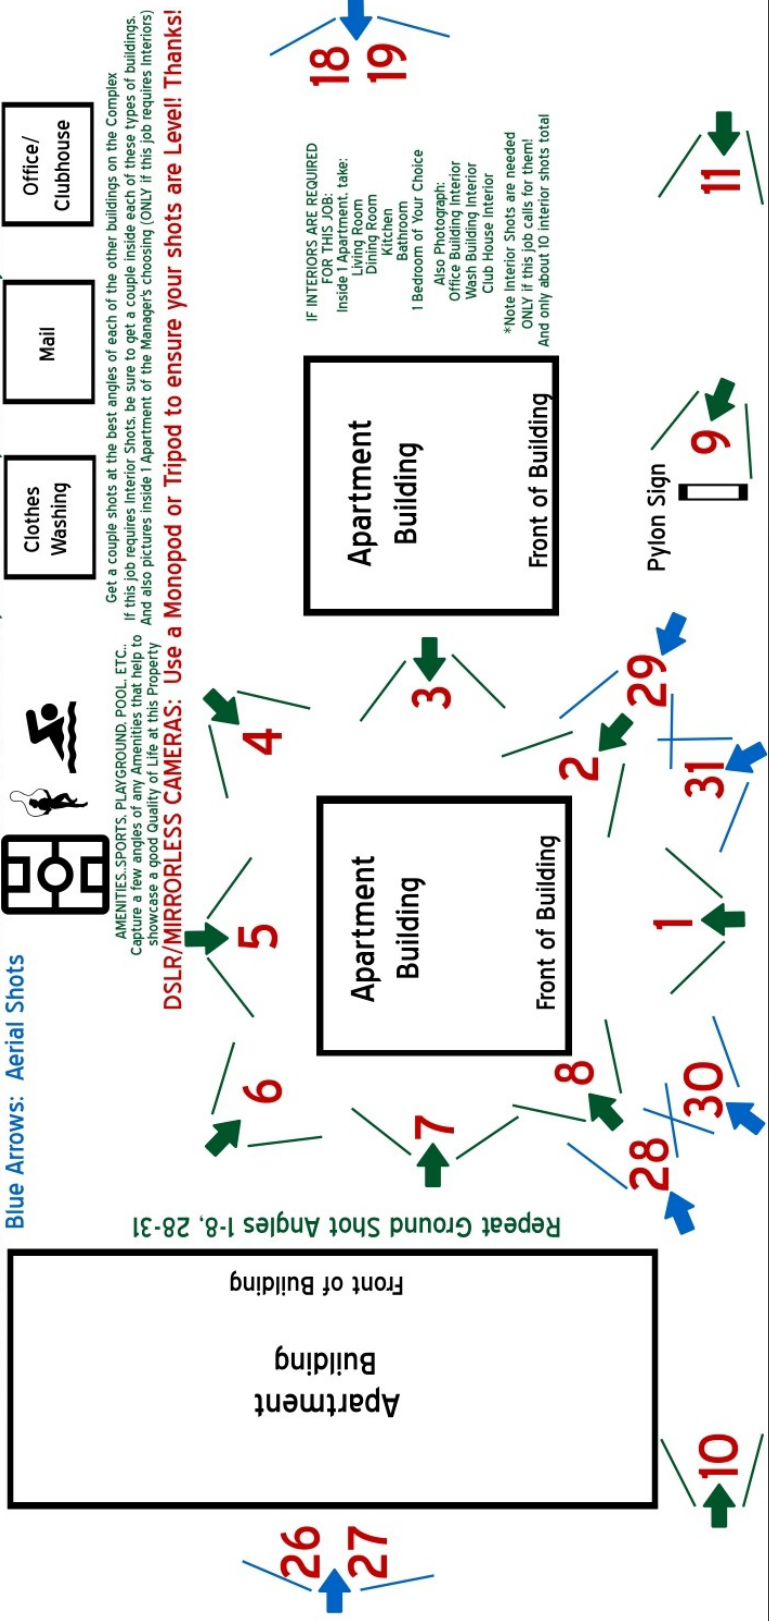 Blue Arrows: Aerial Shots
Clothes
Washing
Mail
Office/
Clubhouse
AMENITIES..SPORTS, PLAYGROUND, POOL, ETC..
Capture a few angles of any Amenities that help to
showcase a good Quality of Life at this Property
Get a couple shots at the best angles of each of the other buildings on the Complex
If this job requires Interior Shots, be sure to get a couple inside each of these types of buildings.
And also pictures inside 1 Apartment of the Manager's choosing (ONLY if this job requires Interiors)
DSLR/MIRRORLESS CAMERAS: Use a Monopod or Tripod to ensure your shots are Level! Thanks!
26
27
Apartment
Building
Front of Building
Repeat Ground Shot Angles 1-8, 28-31
6
5
4
7
Apartment
Building
Front of Building
3
8
2
Apartment
Building
Front of Building
IF INTERIORS ARE REQUIRED
FOR THIS JOB:
Inside 1 Apartment, take:
Living Room
Dining Room
Kitchen
Bathroom
1 Bedroom of Your Choice
Also Photograph:
Office Building Interior
Wash Building Interior
Club House Interior
*Note Interior Shots are needed
ONLY if this job calls for them!
And only about 10 interior shots total
18
19
28
30
1
31
29
Pylon Sign
9
10
11